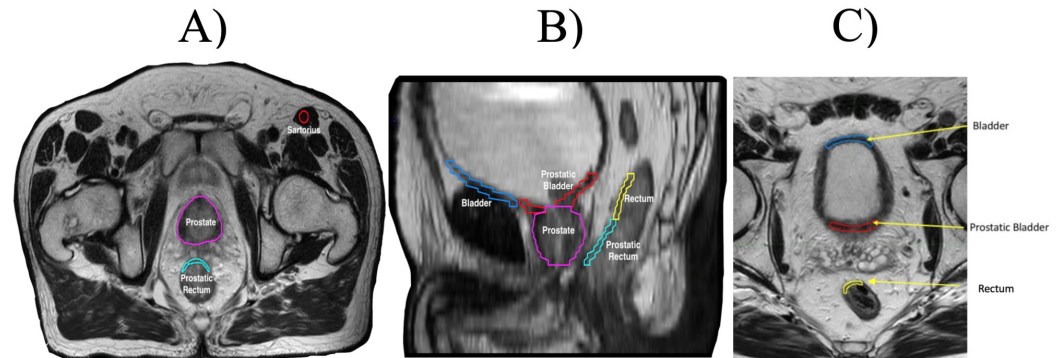 A)
B)
C)
Sartorius
Prostate
Prostatic
Rectum
Prostatic
Bladder
Bladder
Rectum
Prostate
Prostatic
Rectum
Bladder
Prostatic Bladder
Rectum